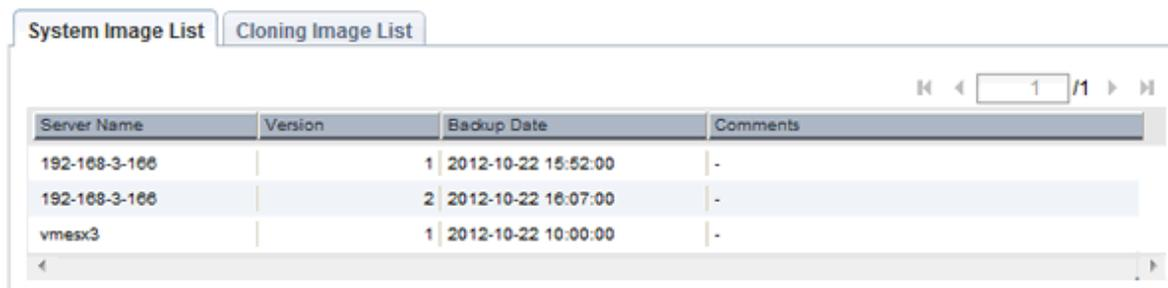 System Image List Cloning Image List
1 /1
Server Name Version Backup Date Comments
192-168-3-166 1 2012-10-22 15:52:00 -
192-168-3-166 2 2012-10-22 16:07:00 -
vmesx3 1 2012-10-22 10:00:00 -